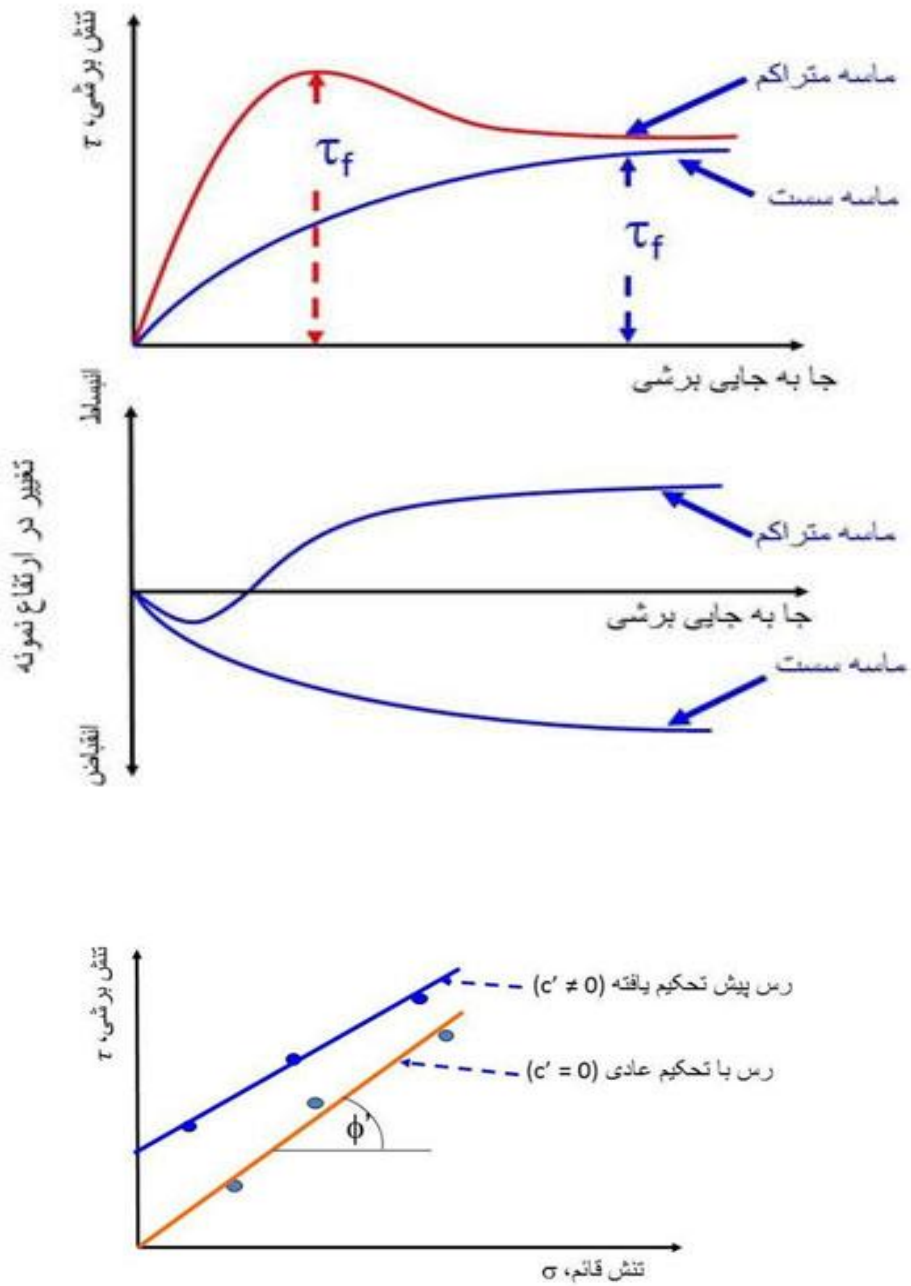 تنش برشی، τ
ماسه متراکم
τf
ماسه سست
τf
جا به جایی برشی
انبساط
تغییر در ارتفاع نمونه
ماسه متراکم
جا به جایی برشی
ماسه سست
انقباض
تنش برشی، τ
رس پیش تحکیم یافته (c' ≠ 0)
رس با تحکیم عادی (c' = 0)
ϕ'
تنش قائم، σ